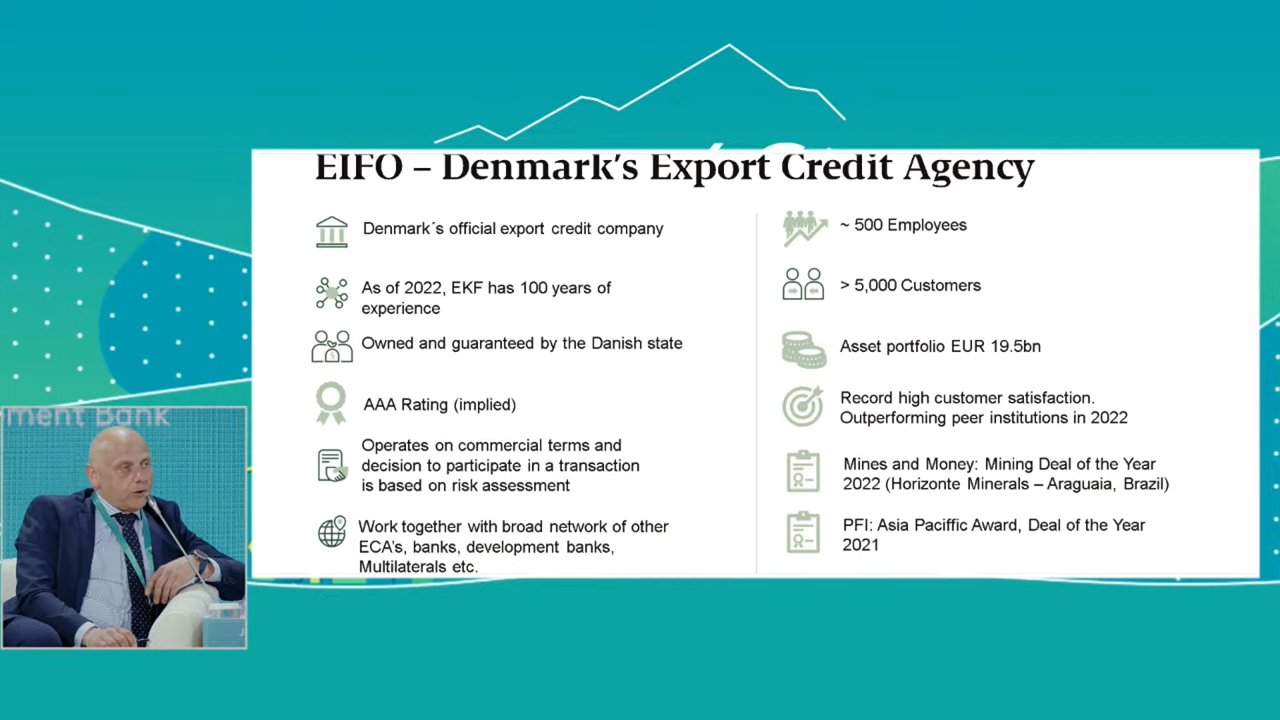 EIFO – Denmark's Export Credit Agency
Denmark´s official export credit company
As of 2022, EKF has 100 years of
experience
Owned and guaranteed by the Danish state
AAA Rating (implied)
Operates on commercial terms and
decision to participate in a transaction
is based on risk assessment
Work together with broad network of other
ECA's, banks, development banks,
Multilaterals etc.
~ 500 Employees
> 5,000 Customers
Asset portfolio EUR 19.5bn
Record high customer satisfaction.
Outperforming peer institutions in 2022
Mines and Money: Mining Deal of the Year
2022 (Horizonte Minerals – Araguaia, Brazil)
PFI: Asia Paciffic Award, Deal of the Year
2021
ment Bank